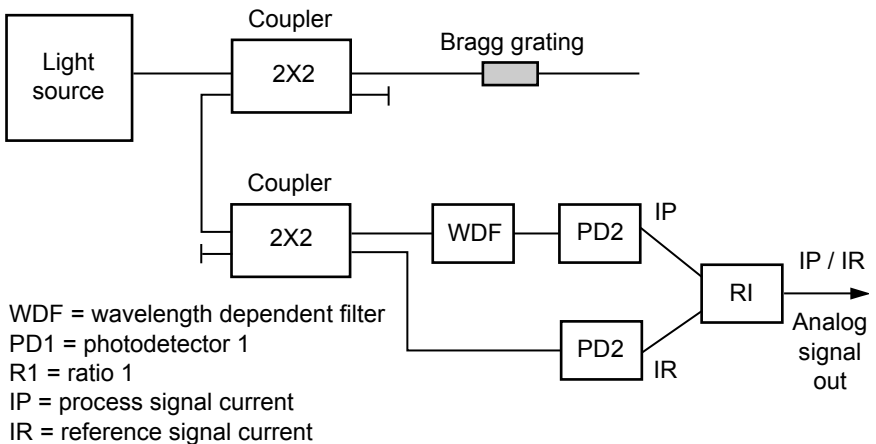 Coupler
Bragg grating
Light
source
2X2
Coupler
2X2
WDF
PD2
IP
RI
IP / IR
Analog
signal
out
PD2
IR
WDF = wavelength dependent filter
PD1 = photodetector 1
R1 = ratio 1
IP = process signal current
IR = reference signal current